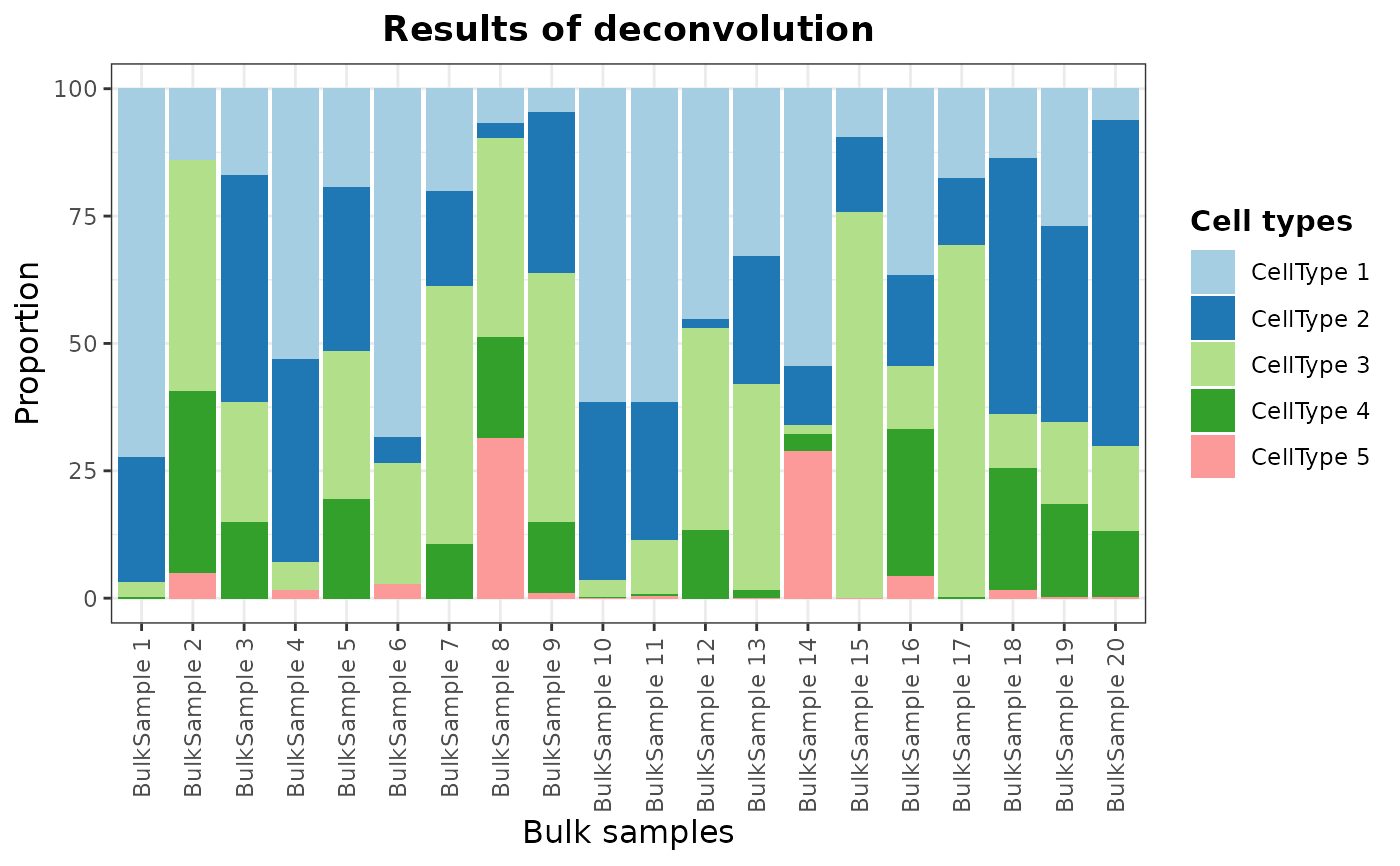 Results of deconvolution
Proportion
100
75
50
25
0
BulkSample 1
BulkSample 2
BulkSample 3
BulkSample 4
BulkSample 5
BulkSample 6
BulkSample 7
BulkSample 8
BulkSample 9
BulkSample 10
BulkSample 11
BulkSample 12
BulkSample 13
BulkSample 14
BulkSample 15
BulkSample 16
BulkSample 17
BulkSample 18
BulkSample 19
BulkSample 20
Bulk samples
Cell types
CellType 1
CellType 2
CellType 3
CellType 4
CellType 5